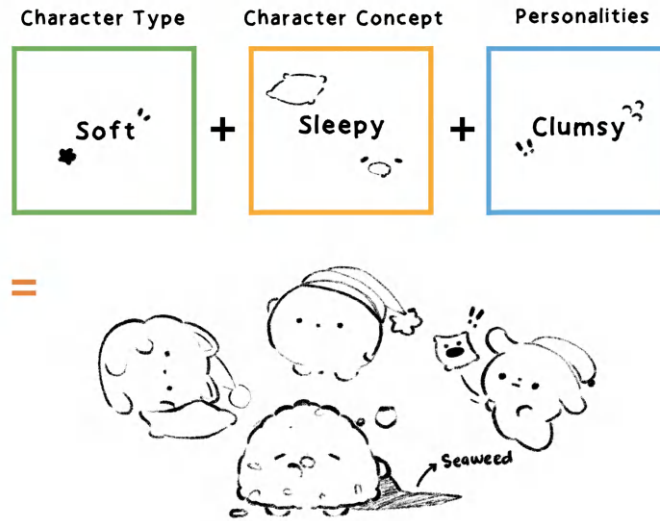 Character Type
Character Concept
Personalities
Soft
+
Sleepy
+
Clumsy
!!
=
!!
Seaweed